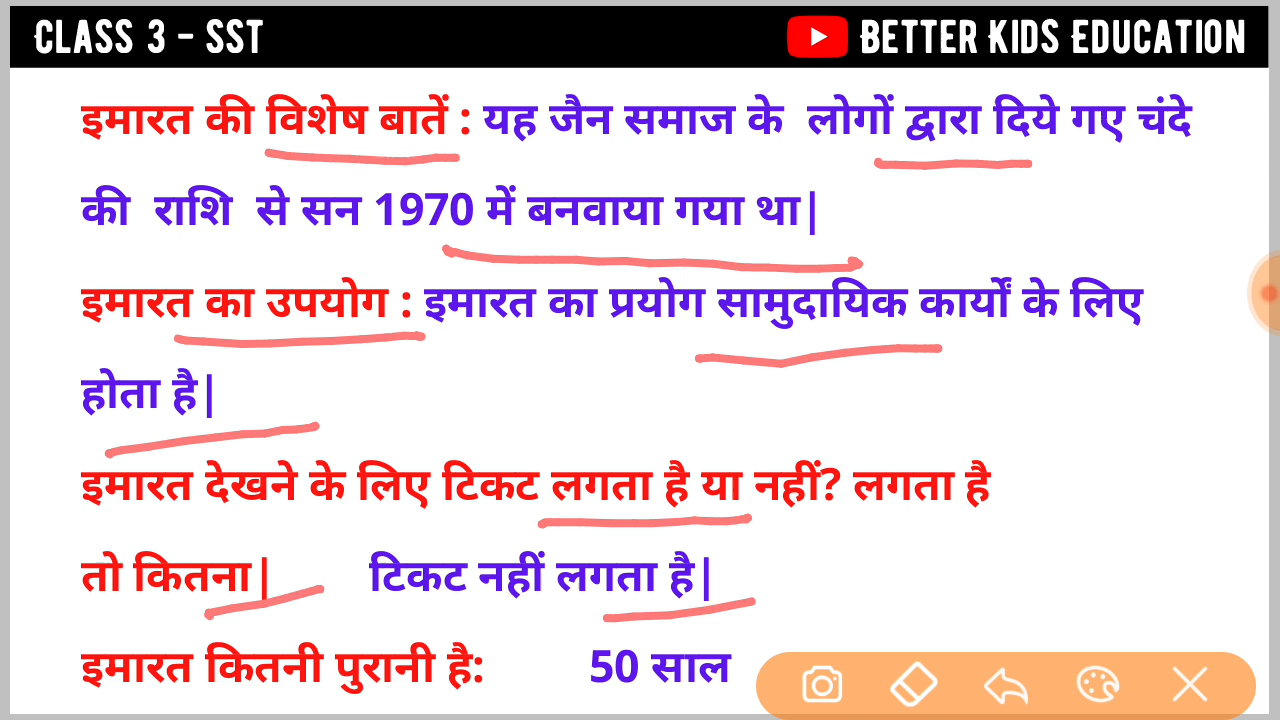 CLASS 3 - SST
BETTER KIDS EDUCATION
इमारत की विशेष बातें : यह जैन समाज के लोगों द्वारा दिये गए चंदे
की राशि से सन 1970 में बनवाया गया था|
इमारत का उपयोग : इमारत का प्रयोग सामुदायिक कार्यों के लिए
होता है|
इमारत देखने के लिए टिकट लगता है या नहीं? लगता है
तो कितना| टिकट नहीं लगता है|
इमारत कितनी पुरानी है: 50 साल